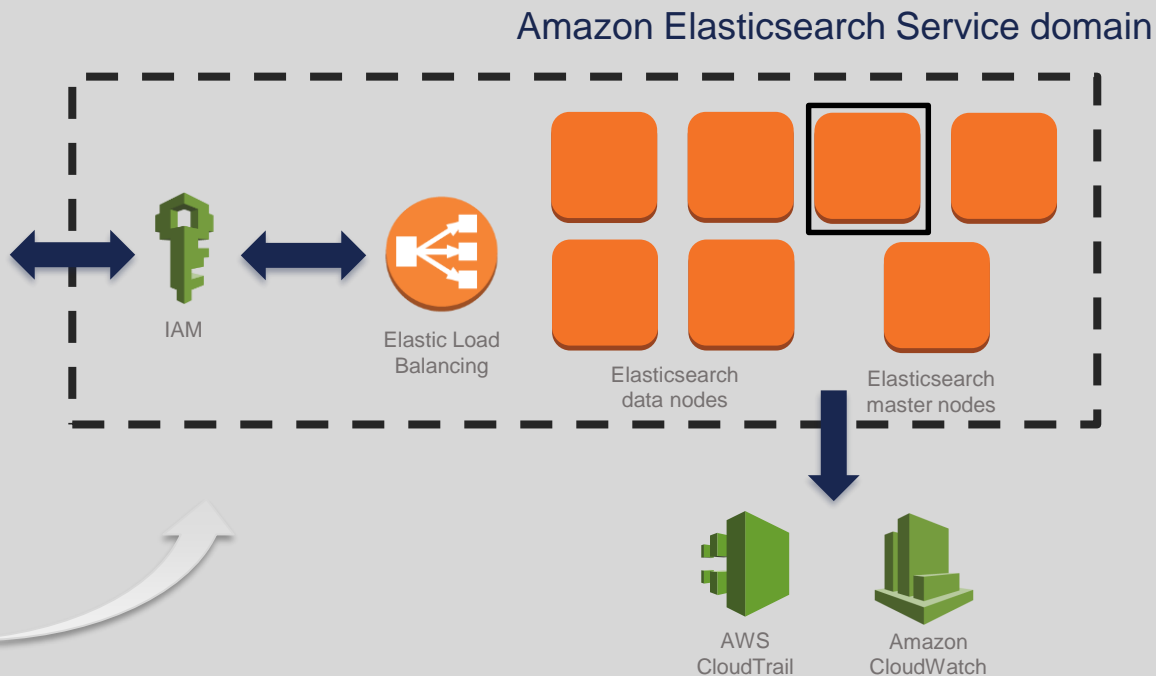 Amazon Elasticsearch Service domain
IAM
Elastic Load
Balancing
Elasticsearch
data nodes
Elasticsearch
master nodes
AWS
CloudTrail
Amazon
CloudWatch